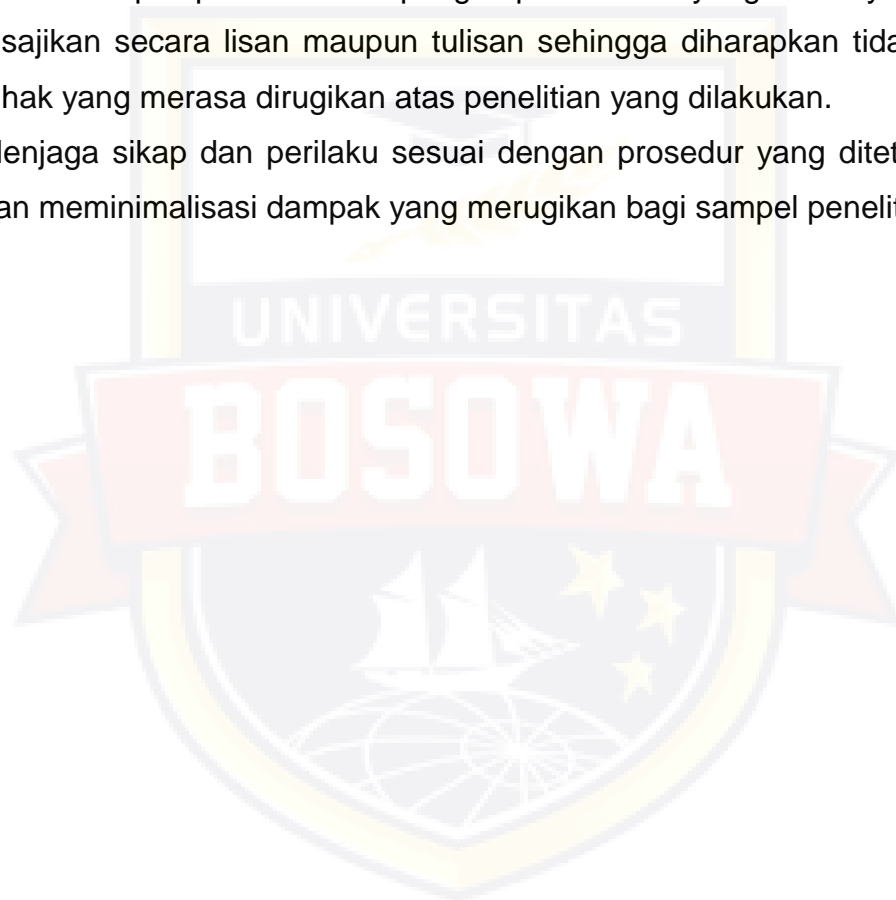 sajikan secara lisan maupun tulisan sehingga diharapkan
hak yang merasa dirugikan atas penelitian yang dilakukan.
enjaga sikap dan perilaku sesuai dengan prosedur yang
an meminimalisasi dampak yang merugikan bagi sampel
UNIVERSITAS
BOSOWA